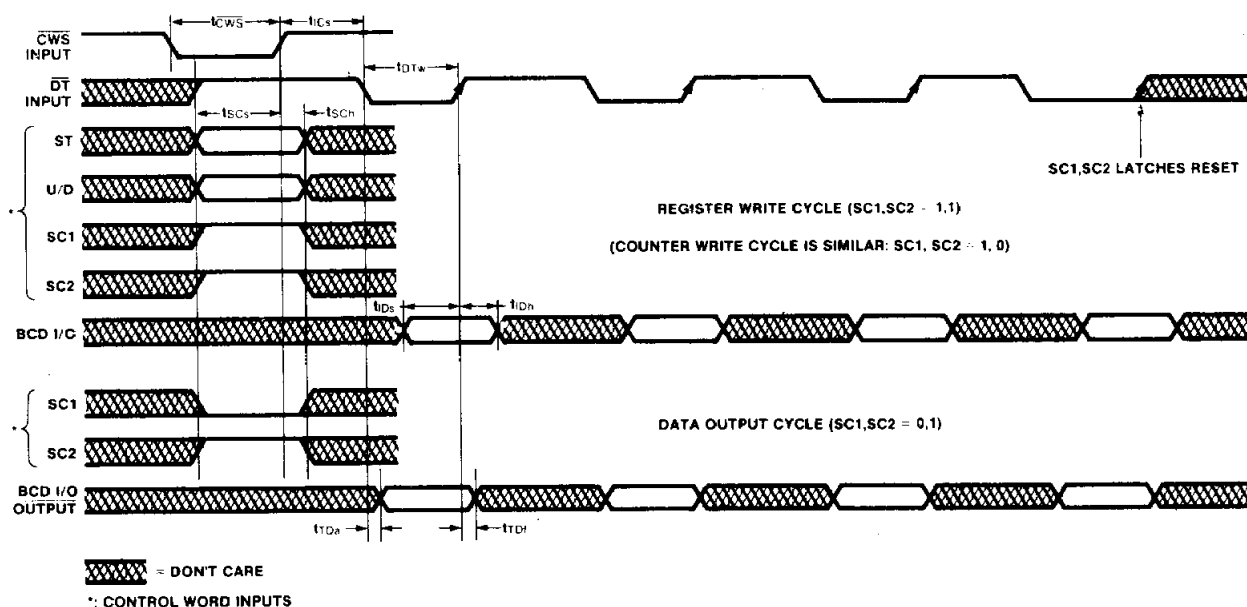 tCWS
tICs
CWS
INPUT
tDTw
DT
INPUT
tSCs
tSCh
ST
SC1,SC2 LATCHES RESET
U/D
*
REGISTER WRITE CYCLE (SC1,SC2 - 1,1)
SC1
(COUNTER WRITE CYCLE IS SIMILAR: SC1, SC2 = 1, 0)
SC2
tIDs
tIDh
BCD I/C
SC1
*
DATA OUTPUT CYCLE (SC1,SC2 = 0,1)
SC2
BCD I/O
OUTPUT
tTDa
tTDf
= DON'T CARE
*: CONTROL WORD INPUTS